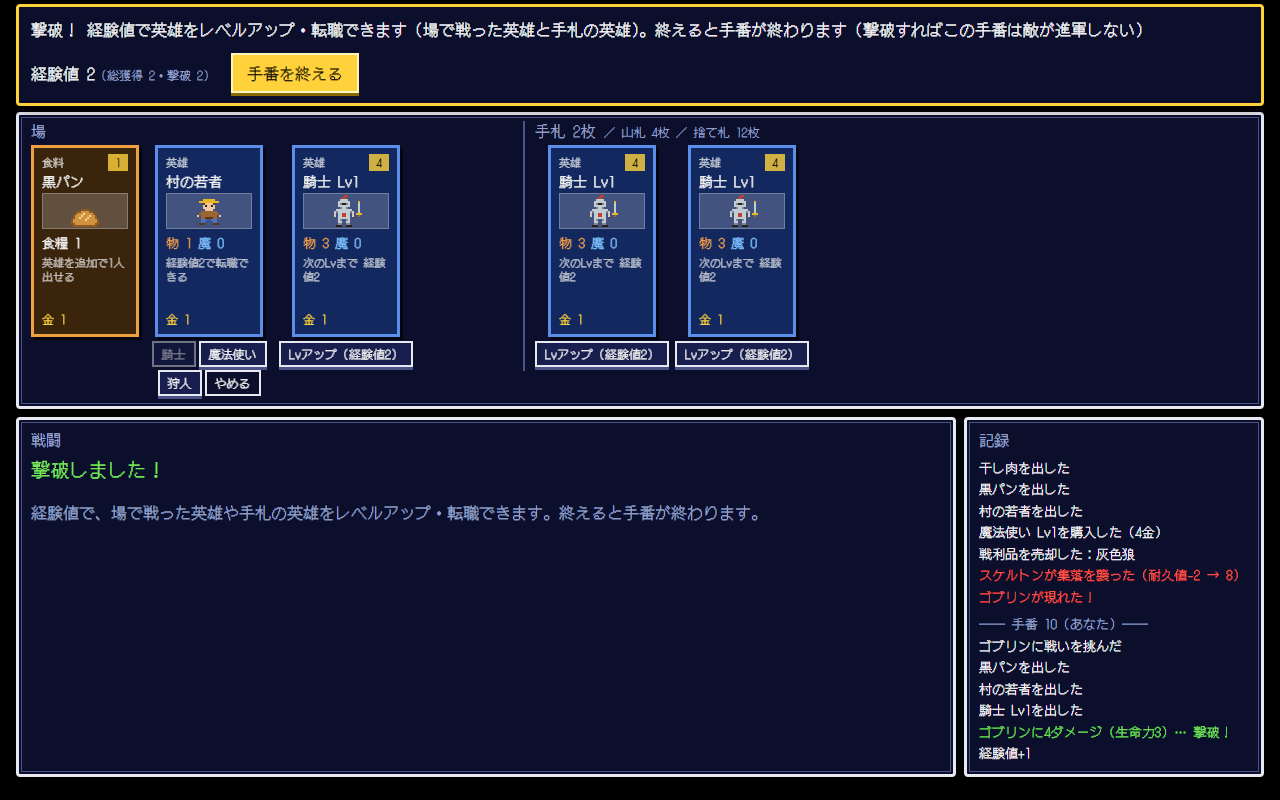 撃破！ 経験値で英雄をレベルアップ・転職できます（場で戦った英雄と手札の英雄）。終えると手番が終わります（撃破すればこの手番は敵が進軍しない）
経験値 2（総獲得 2・撃破 2） 手番を終える
場
食料 1
黒パン
食糧 1
英雄を追加で1人
出せる
金 1
英雄
村の若者
物 1 魔 0
経験値2で転職で
きる
金 1
騎士 魔法使い
狩人 やめる
英雄 4
騎士 Lv1
物 3 魔 0
次のLvまで 経験
値2
金 1
Lvアップ（経験値2）
手札 2枚 ／ 山札 4枚 ／ 捨て札 12枚
英雄 4
騎士 Lv1
物 3 魔 0
次のLvまで 経験
値2
金 1
Lvアップ（経験値2）
英雄 4
騎士 Lv1
物 3 魔 0
次のLvまで 経験
値2
金 1
Lvアップ（経験値2）
戦闘
撃破しました！
経験値で、場で戦った英雄や手札の英雄をレベルアップ・転職できます。終えると手番が終わります。
記録
干し肉を出した
黒パンを出した
村の若者を出した
魔法使い Lv1を購入した（4金）
戦利品を売却した：灰色狼
スケルトンが集落を襲った（耐久値-2 → 8）
ゴブリンが現れた！
―― 手番 10（あなた）――
ゴブリンに戦いを挑んだ
黒パンを出した
村の若者を出した
騎士 Lv1を出した
ゴブリンに4ダメージ（生命力3）… 撃破！
経験値+1